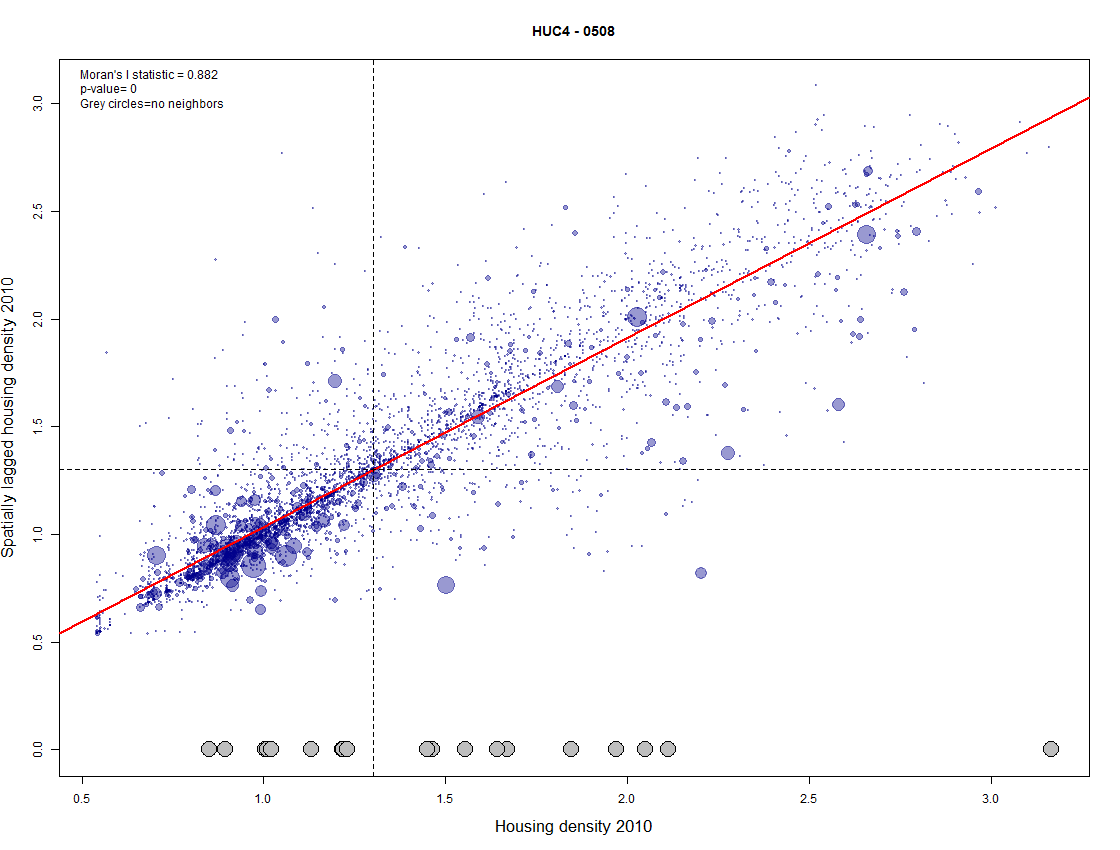 HUC4 - 0508
Moran's I statistic = 0.882
p-value= 0
Grey circles=no neighbors
Spatially lagged housing density 2010
3.0
2.5
2.0
1.5
1.0
0.5
0.0
0.5 1.0 1.5 2.0 2.5 3.0
Housing density 2010